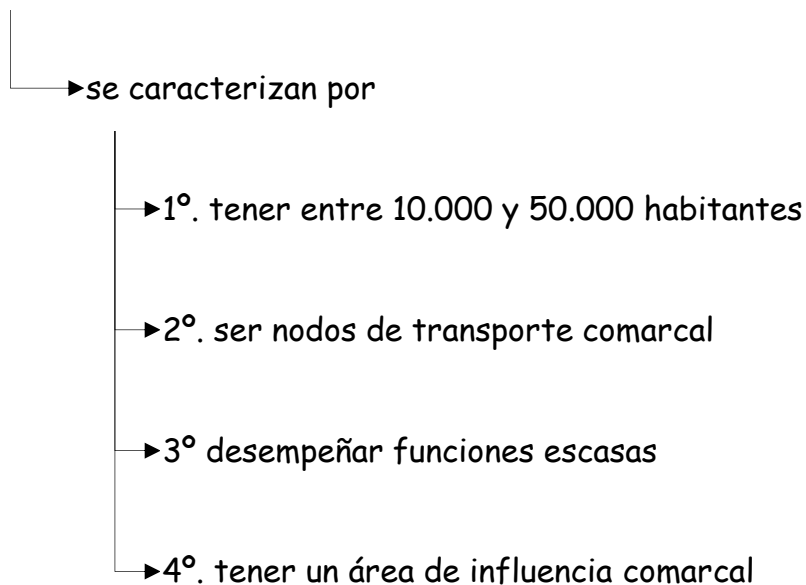 se caracterizan por
1º. tener entre 10.000 y 50.000 habitantes
2º. ser nodos de transporte comarcal
3º desempeñar funciones escasas
4º. tener un área de influencia comarcal